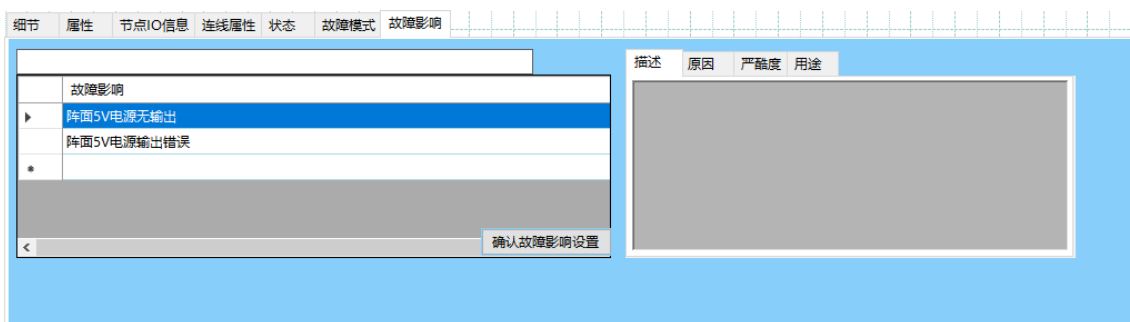 细节 属性 节点IO信息 连线属性 状态 故障模式 故障影响
描述 原因 严酷度 用途
故障影响
阵面5V电源无输出
阵面5V电源输出错误
确认故障影响设置